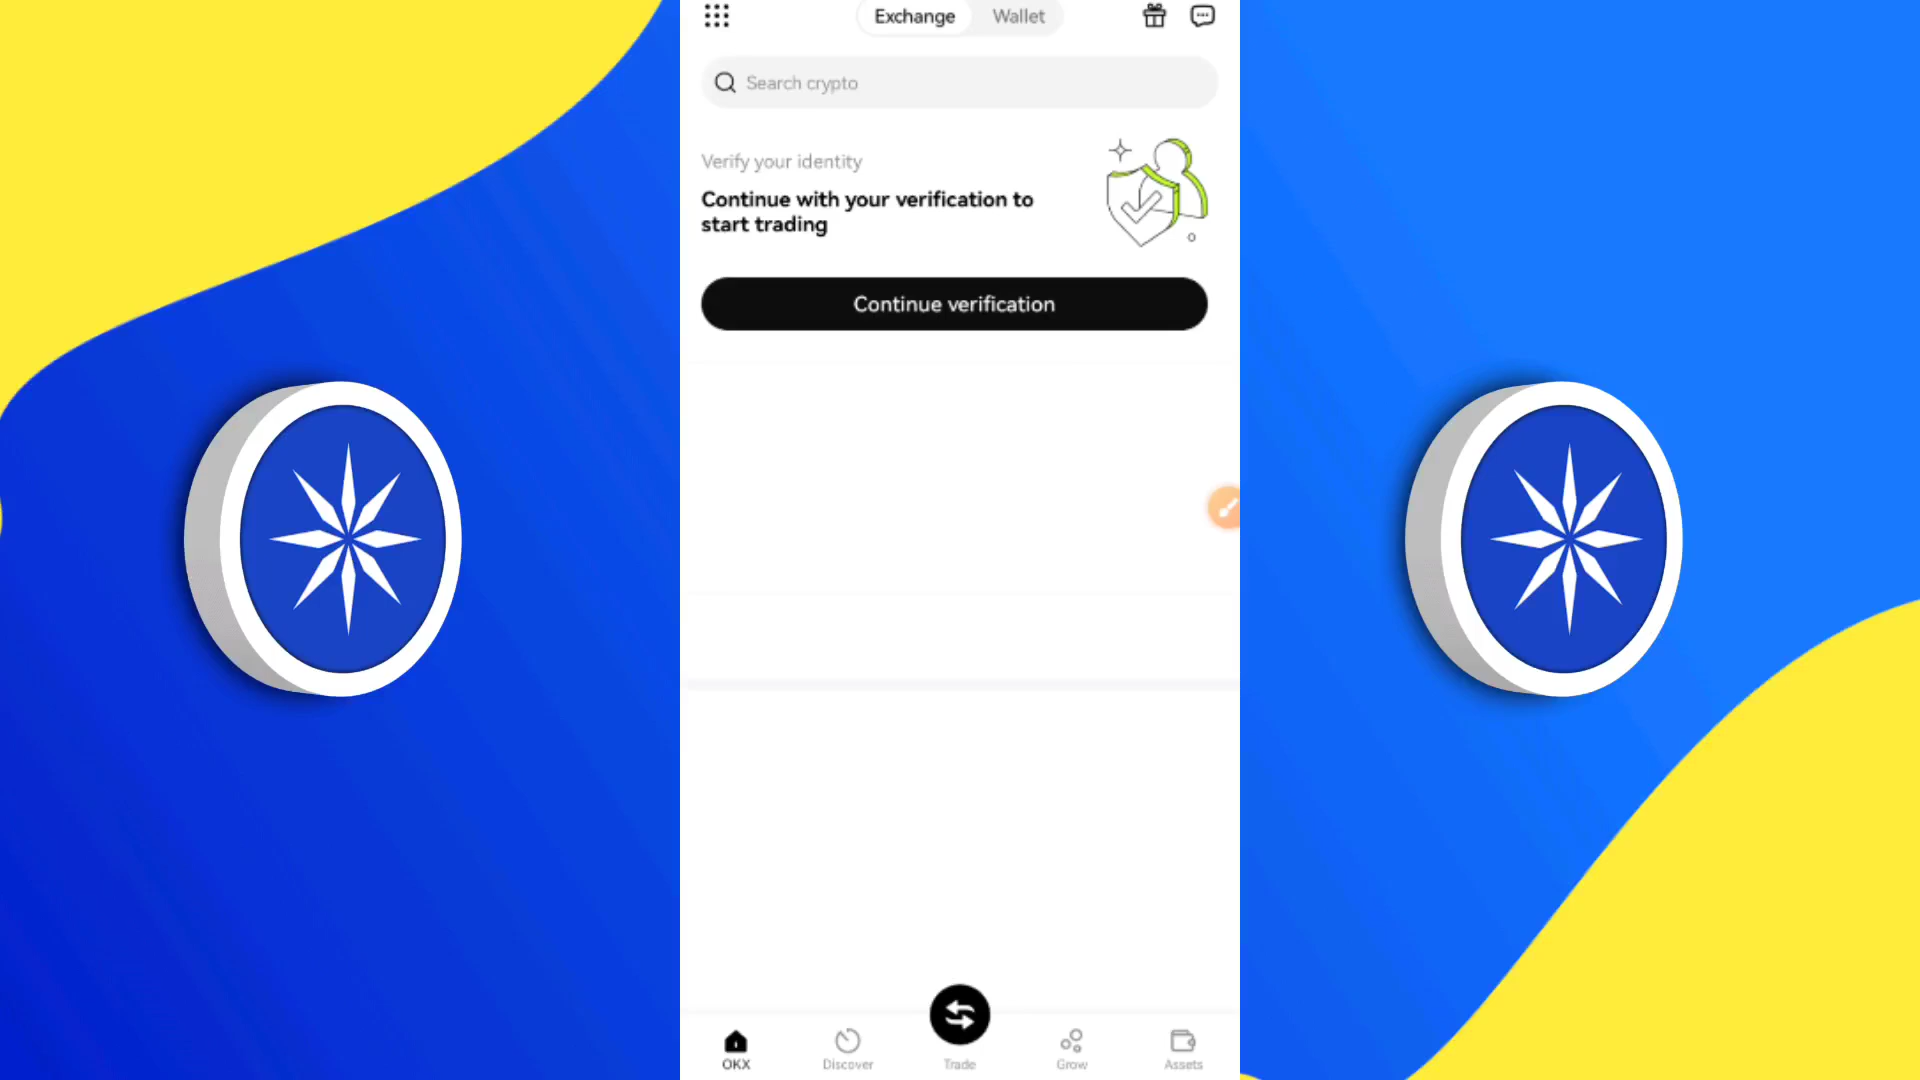 Exchange
Wallet
Search crypto
Verify your identity
Continue with your verification to
start trading
Continue verification
OKX
Discover
Trade
Grow
Assets